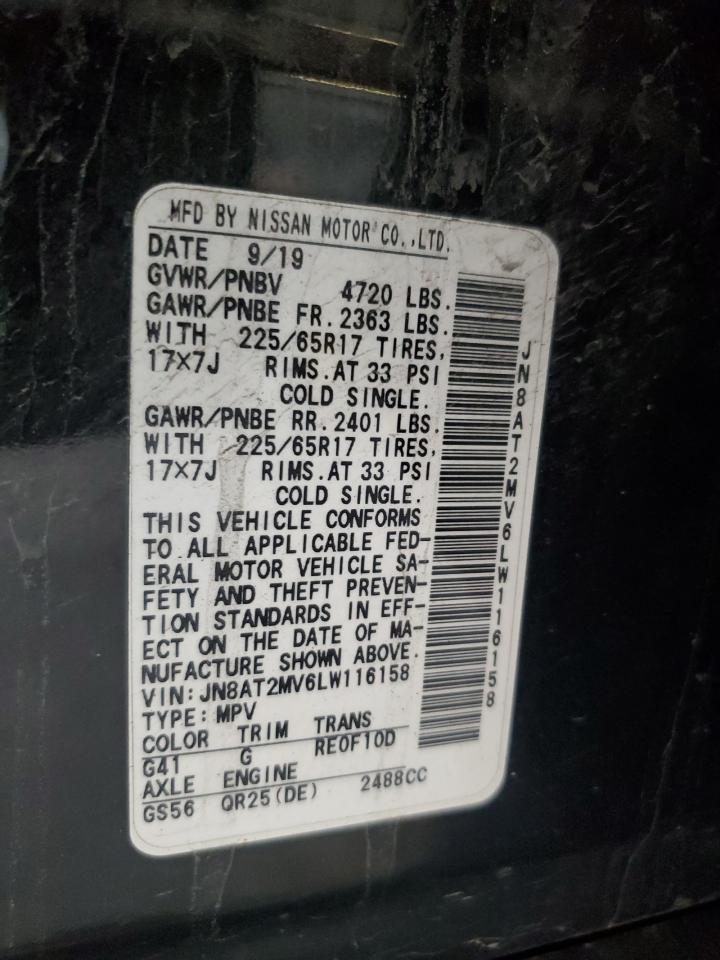 MFD BY NISSAN MOTOR CO.,LTD.
DATE 9/19
GVWR/PNBV 4720 LBS.
GAWR/PNBE FR.2363 LBS.
WITH 225/65R17 TIRES,
17X7J RIMS.AT 33 PSI
COLD SINGLE.
GAWR/PNBE RR.2401 LBS.
WITH 225/65R17 TIRES,
17X7J RIMS.AT 33 PSI
COLD SINGLE.
THIS VEHICLE CONFORMS
TO ALL APPLICABLE FED-
ERAL MOTOR VEHICLE SA-
FETY AND THEFT PREVEN-
TION STANDARDS IN EFF-
ECT ON THE DATE OF MA-
NUFACTURE SHOWN ABOVE.
VIN:JN8AT2MV6LW116158
TYPE:MPV
COLOR TRIM TRANS
G41 G RE0F10D
AXLE ENGINE
GS56 QR25(DE) 2488CC
JN8AT2MV6LW116158